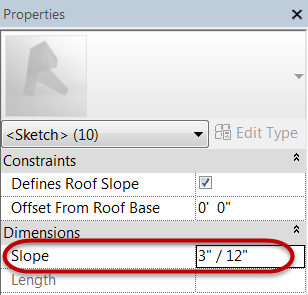 Properties
<Sketch> (10)
Edit Type
Constraints
Defines Roof Slope
Offset From Roof Base 0' 0"
Dimensions
Slope 3" / 12"
Length